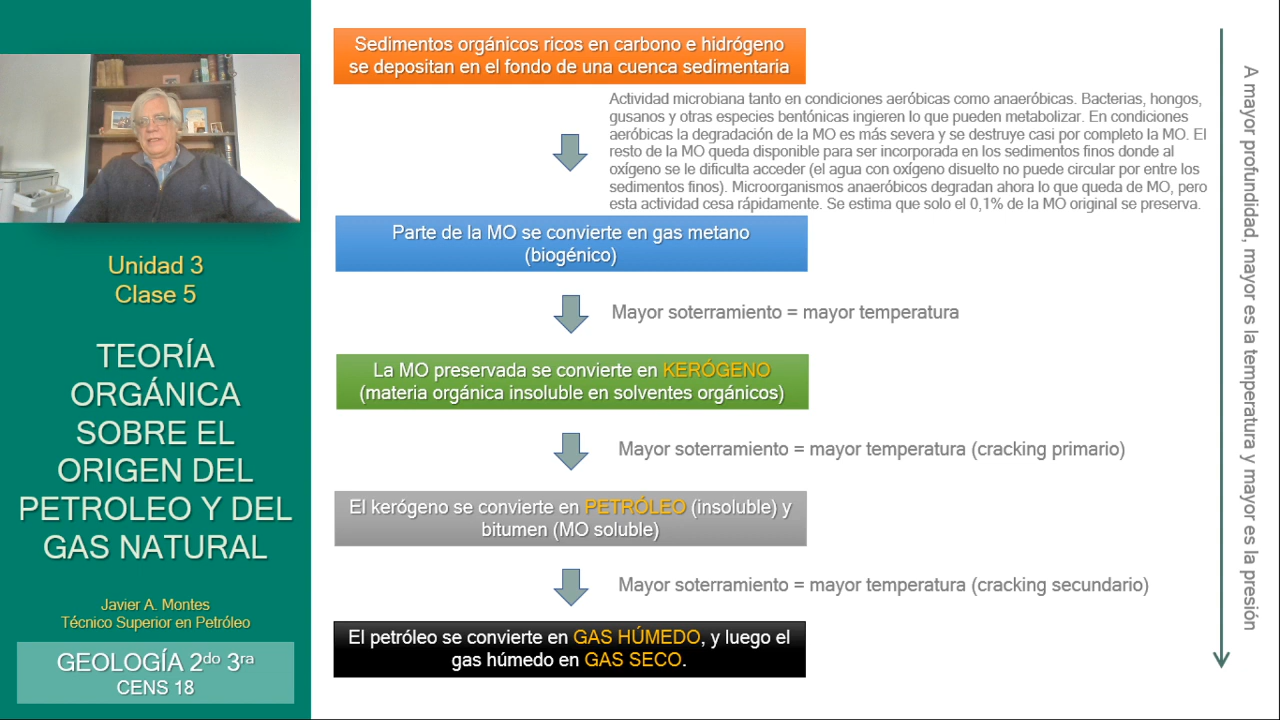 Unidad 3
Clase 5
TEORÍA
ORGÁNICA
SOBRE EL
ORIGEN DEL
PETROLEO Y DEL
GAS NATURAL
Javier A. Montes
Técnico Superior en Petróleo
GEOLOGÍA 2do 3ra
CENS 18
Sedimentos orgánicos ricos en carbono e hidrógeno
se depositan en el fondo de una cuenca sedimentaria
Actividad microbiana tanto en condiciones aeróbicas como anaeróbicas. Bacterias, hongos,
gusanos y otras especies bentónicas ingieren lo que pueden metabolizar. En condiciones
aeróbicas la degradación de la MO es más severa y se destruye casi por completo la MO. El
resto de la MO queda disponible para ser incorporada en los sedimentos finos donde al
oxígeno se le dificulta acceder (el agua con oxígeno disuelto no puede circular por entre los
sedimentos finos). Microorganismos anaeróbicos degradan ahora lo que queda de MO, pero
esta actividad cesa rápidamente. Se estima que solo el 0,1% de la MO original se preserva.
Parte de la MO se convierte en gas metano
(biogénico)
Mayor soterramiento = mayor temperatura
La MO preservada se convierte en KERÓGENO
(materia orgánica insoluble en solventes orgánicos)
Mayor soterramiento = mayor temperatura (cracking primario)
El kerógeno se convierte en PETRÓLEO (insoluble) y
bitumen (MO soluble)
Mayor soterramiento = mayor temperatura (cracking secundario)
El petróleo se convierte en GAS HÚMEDO, y luego el
gas húmedo en GAS SECO.
A mayor profundidad, mayor es la temperatura y mayor es la presión